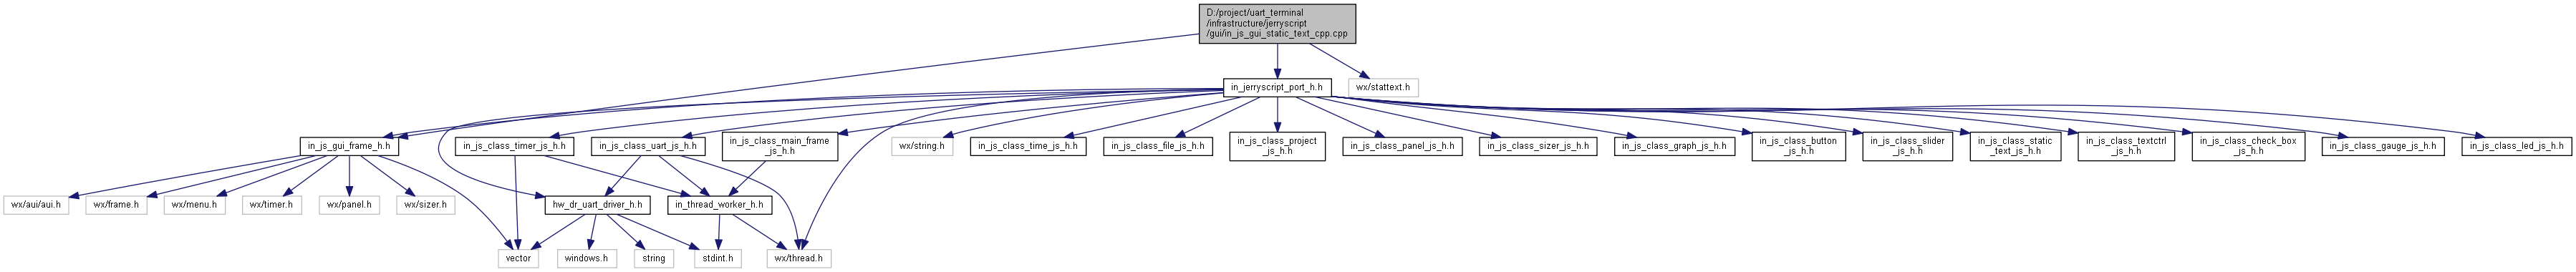 D:/project/uart_terminal
/infrastructure/jerryscript
/gui/in_js_gui_static_text_cpp.cpp
in_jerryscript_port_h.h
wx/stattext.h
in_js_gui_frame_h.h
in_js_class_timer_js_h.h
in_js_class_uart_js_h.h
in_js_class_main_frame
_js_h.h
wx/string.h
in_js_class_time_js_h.h
in_js_class_file_js_h.h
in_js_class_project
_js_h.h
in_js_class_panel_js_h.h
in_js_class_sizer_js_h.h
in_js_class_graph_js_h.h
in_js_class_button
_js_h.h
in_js_class_slider
_js_h.h
in_js_class_static
_text_js_h.h
in_js_class_textctrl
_js_h.h
in_js_class_check_box
_js_h.h
in_js_class_gauge_js_h.h
in_js_class_led_js_h.h
wx/aui/aui.h
wx/frame.h
wx/menu.h
wx/timer.h
wx/panel.h
wx/sizer.h
hw_dr_uart_driver_h.h
in_thread_worker_h.h
vector
windows.h
string
stdint.h
wx/thread.h